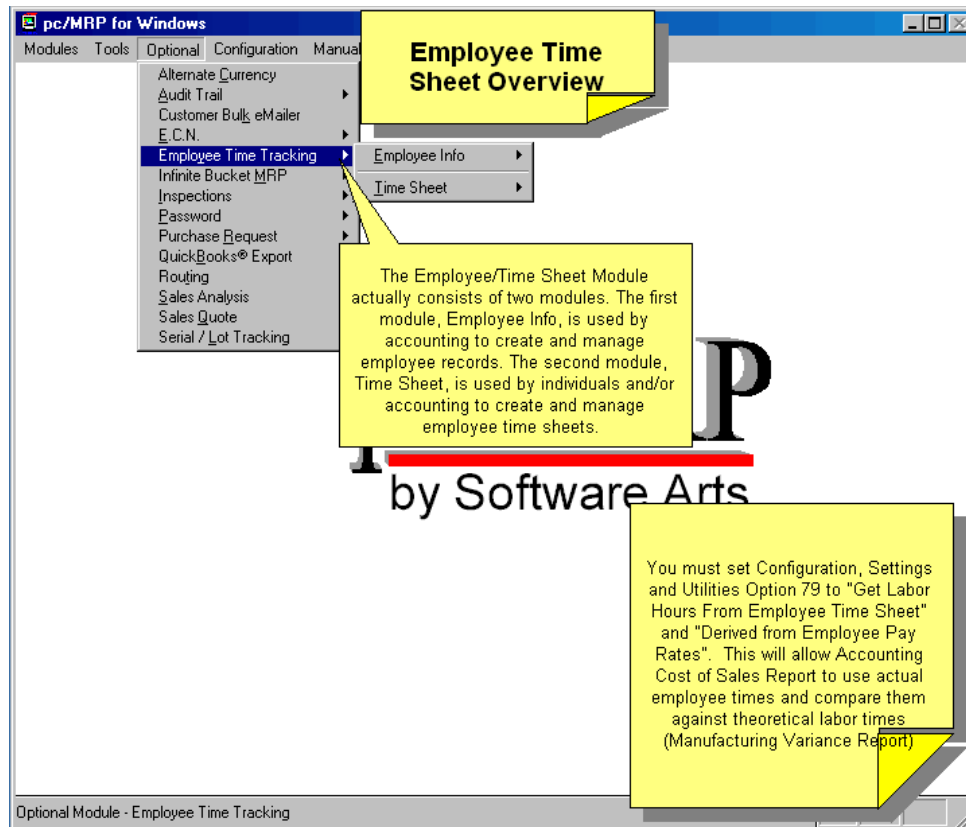 pc/MRP for Windows
Modules Tools Optional Configuration Manual
Employee Time
Sheet Overview
Alternate Currency
Audit Trail
Customer Bulk eMailer
E.C.N.
Employee Time Tracking
Infinite Bucket MRP
Inspections
Password
Purchase Request
QuickBooks® Export
Routing
Sales Analysis
Sales Quote
Serial / Lot Tracking
Employee Info
Time Sheet
The Employee/Time Sheet Module
actually consists of two modules. The first
module, Employee Info, is used by
accounting to create and manage
employee records. The second module,
Time Sheet, is used by individuals and/or
accounting to create and manage
employee time sheets.
by Software Arts
You must set Configuration, Settings
and Utilities Option 79 to "Get Labor
Hours From Employee Time Sheet"
and "Derived from Employee Pay
Rates".  This will allow Accounting
Cost of Sales Report to use actual
employee times and compare them
against theoretical labor times
(Manufacturing Variance Report)
Optional Module - Employee Time Tracking